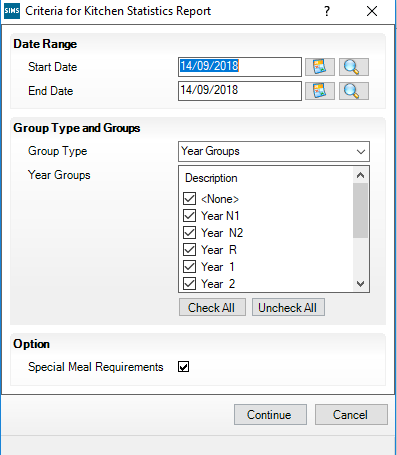 SIMS Criteria for Kitchen Statistics Report ?
Date Range
Start Date 14/09/2018
End Date 14/09/2018
Group Type and Groups
Group Type Year Groups
Year Groups Description
<None>
Year N1
Year N2
Year R
Year 1
Year 2
Check All Uncheck All
Option
Special Meal Requirements
Continue Cancel